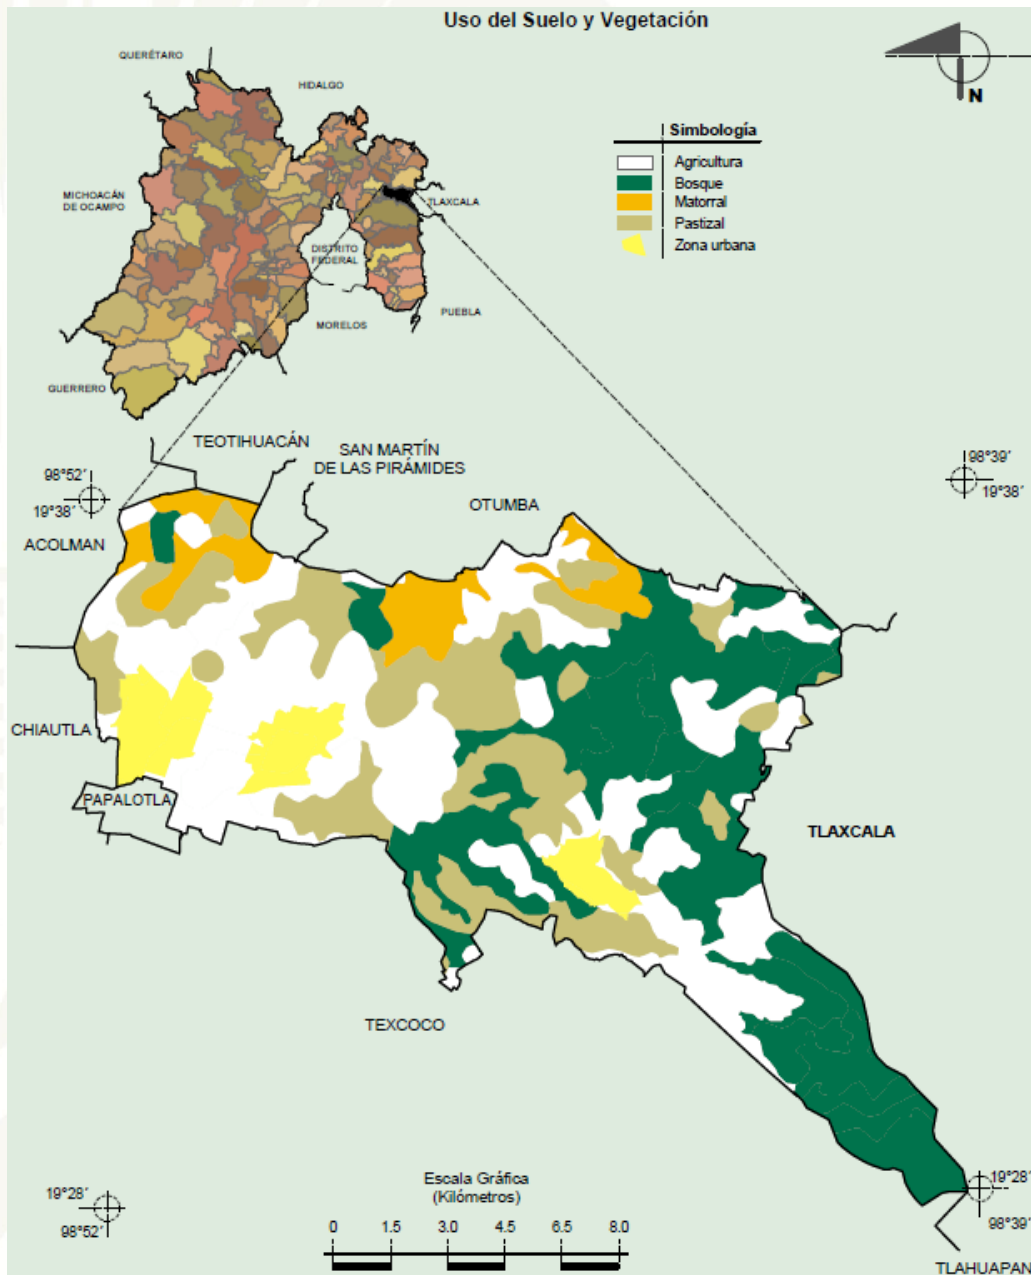 Uso del Suelo y Vegetación
QUERÉTARO
HIDALGO
N
Simbología
Agricultura
Bosque
Matorral
Pastizal
Zona urbana
MICHOACÁN
DE OCAMPO
TLAXCALA
DISTRITO
FEDERAL
MORELOS
PUEBLA
GUERRERO
TEOTIHUACÁN
SAN MARTÍN
DE LAS PIRÁMIDES
98°52´
19°38´
98°39´
19°38´
OTUMBA
ACOLMAN
CHIAUTLA
PAPALOTLA
TLAXCALA
TEXCOCO
19°28´
98°52´
Escala Gráfica
(Kilómetros)
0 1.5 3.0 4.5 6.5 8.0
19°28´
98°39´
TLAHUAPAN